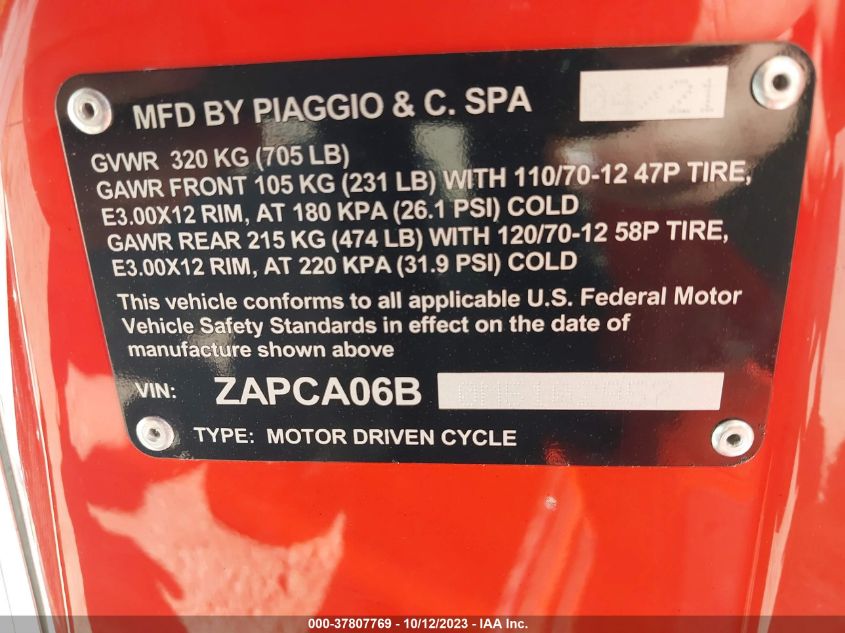 MFD BY PIAGGIO & C. SPA
GVWR 320 KG (705 LB)
GAWR FRONT 105 KG (231 LB) WITH 110/70-12 47P TIRE,
E3.00X12 RIM, AT 180 KPA (26.1 PSI) COLD
GAWR REAR 215 KG (474 LB) WITH 120/70-12 58P TIRE,
E3.00X12 RIM, AT 220 KPA (31.9 PSI) COLD
This vehicle conforms to all applicable U.S. Federal Motor
Vehicle Safety Standards in effect on the date of
manufacture shown above
VIN: ZAPCA06B
TYPE: MOTOR DRIVEN CYCLE
000-37807769 - 10/12/2023 - IAA Inc.